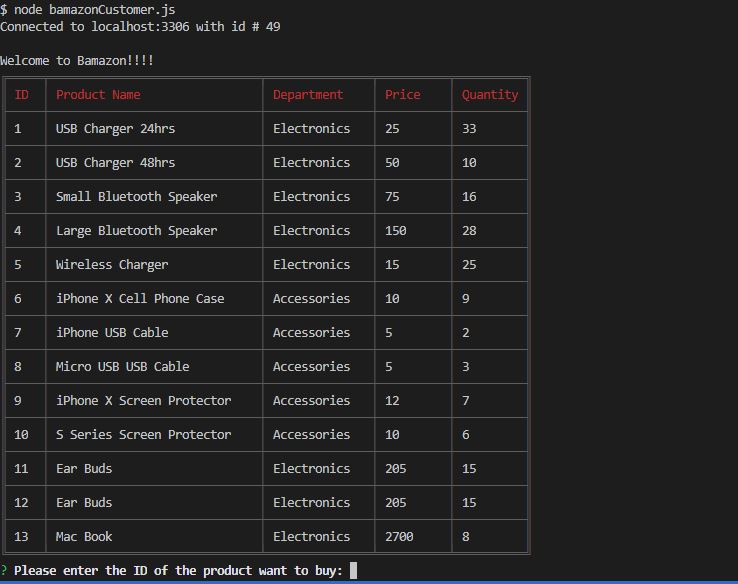 $ node bamazonCustomer.js
Connected to localhost:3306 with id # 49
Welcome to Bamazon!!!!
ID Product Name Department Price Quantity
1 USB Charger 24hrs Electronics 25 33
2 USB Charger 48hrs Electronics 50 10
3 Small Bluetooth Speaker Electronics 75 16
4 Large Bluetooth Speaker Electronics 150 28
5 Wireless Charger Electronics 15 25
6 iPhone X Cell Phone Case Accessories 10 9
7 iPhone USB Cable Accessories 5 2
8 Micro USB USB Cable Accessories 5 3
9 iPhone X Screen Protector Accessories 12 7
10 S Series Screen Protector Accessories 10 6
11 Ear Buds Electronics 205 15
12 Ear Buds Electronics 205 15
13 Mac Book Electronics 2700 8
? Please enter the ID of the product want to buy: